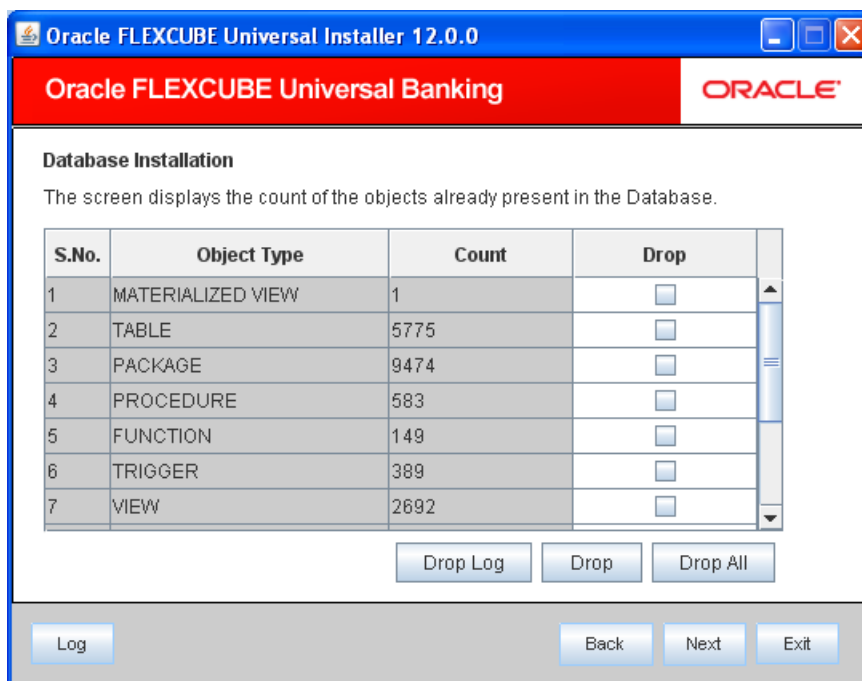 Oracle FLEXCUBE Universal Installer 12.0.0
Oracle FLEXCUBE Universal Banking
ORACLE
Database Installation
The screen displays the count of the objects already present in the Database.
S.No. Object Type Count Drop
1 MATERIALIZED VIEW 1
2 TABLE 5775
3 PACKAGE 9474
4 PROCEDURE 583
5 FUNCTION 149
6 TRIGGER 389
7 VIEW 2692
Drop Log Drop Drop All
Log Back Next Exit